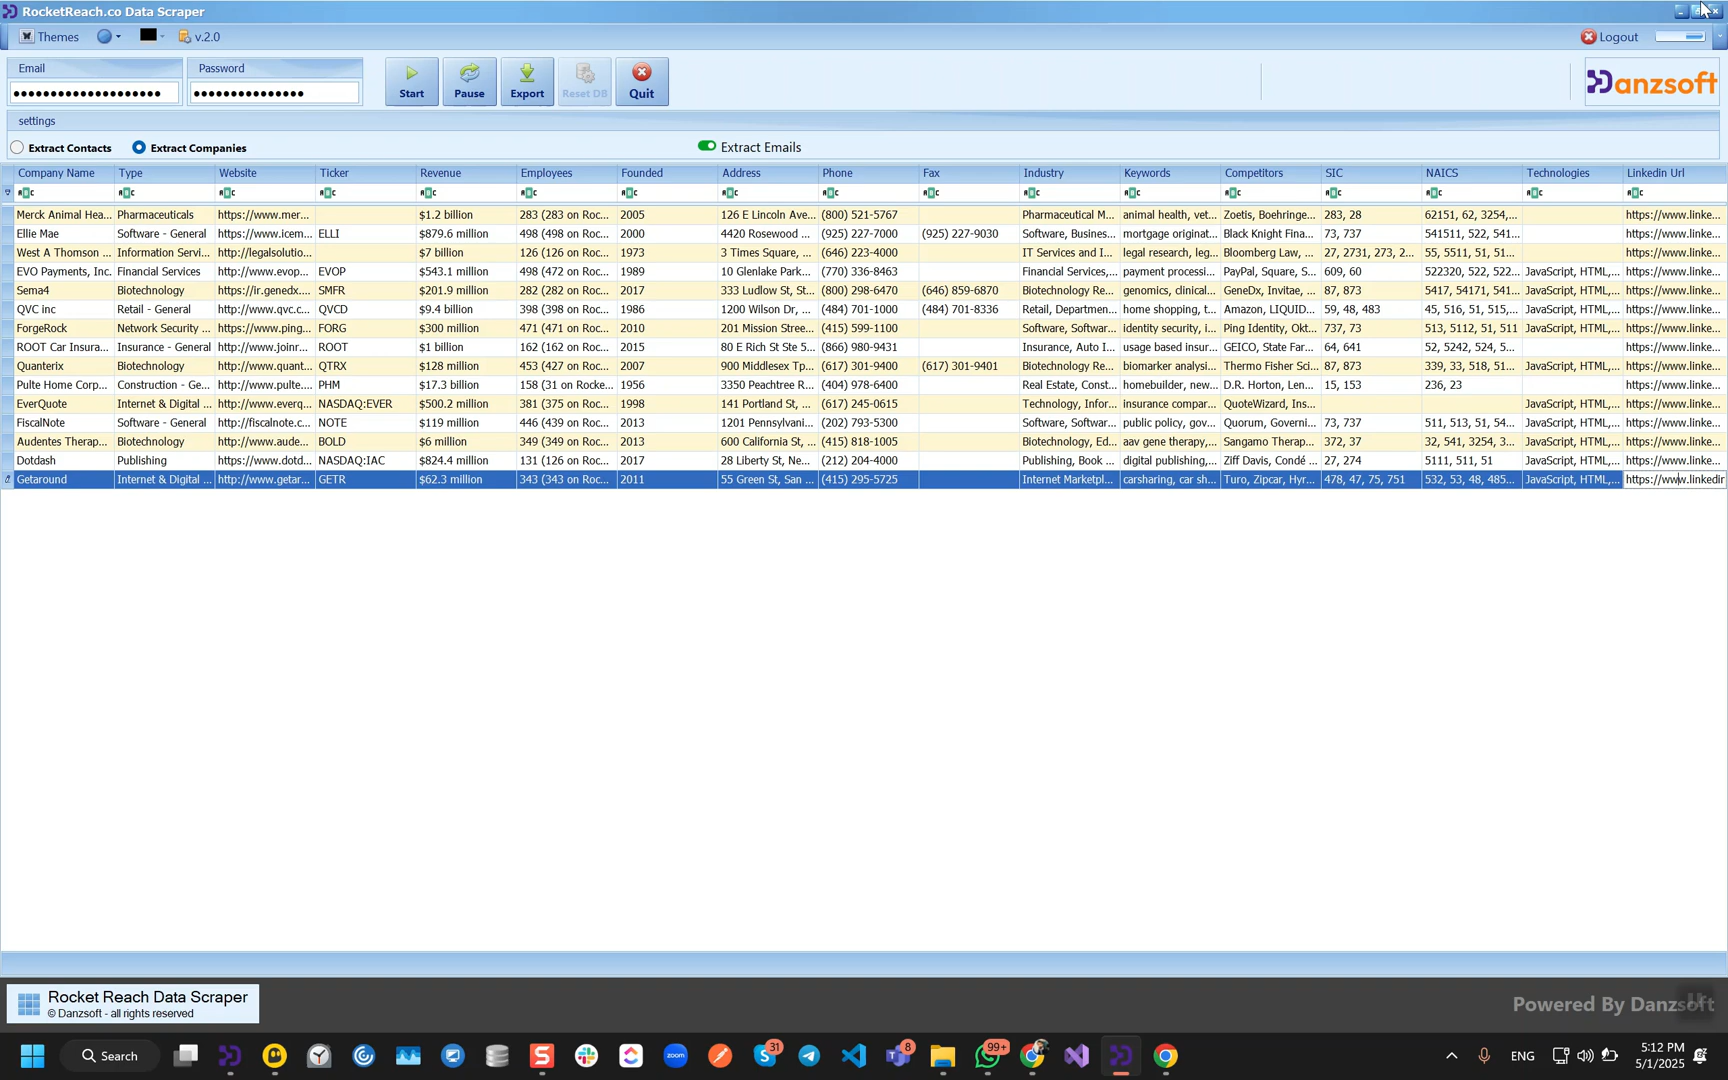 RocketReach.co Data Scraper
Themes v.2.0 Logout
Email Password
Start Pause Export Reset DB Quit
Danzsoft
settings
Extract Contacts Extract Companies Extract Emails
Company Name Type Website Ticker Revenue Employees Founded Address Phone Fax Industry Keywords Competitors SIC NAICS Technologies Linkedin Url
Merck Animal Hea... Pharmaceuticals https://www.mer... $1.2 billion 283 (283 on Roc... 2005 126 E Lincoln Ave... (800) 521-5767 Pharmaceutical M... animal health, vet... Zoetis, Boehringe... 283, 28 62151, 62, 3254,... https://www.linke...
Ellie Mae Software - General https://www.icem... ELLI $879.6 million 498 (498 on Roc... 2000 4420 Rosewood ... (925) 227-7000 (925) 227-9030 Software, Busines... mortgage originat... Black Knight Fina... 73, 737 541511, 522, 541... https://www.linke...
West A Thomson ... Information Servi... http://legalsolutio... $7 billion 126 (126 on Roc... 1973 3 Times Square, ... (646) 223-4000 IT Services and I... legal research, leg... Bloomberg Law, ... 27, 2731, 273, 2... 55, 5511, 51, 51... https://www.linke...
EVO Payments, Inc. Financial Services https://www.evop... EVOP $543.1 million 498 (472 on Roc... 1989 10 Glenlake Park... (770) 336-8463 Financial Services,... payment processi... PayPal, Square, S... 609, 60 522320, 522, 522... JavaScript, HTML,... https://www.linke...
Sema4 Biotechnology https://ir.genedx.... SMFR $201.9 million 282 (282 on Roc... 2017 333 Ludlow St, St... (800) 298-6470 (646) 859-6870 Biotechnology Re... genomics, clinical... GeneDx, Invitae, ... 87, 873 5417, 54171, 541... JavaScript, HTML,... https://www.linke...
QVC inc Retail - General http://www.qvc.c... QVCD $9.4 billion 398 (398 on Roc... 1986 1200 Wilson Dr, ... (484) 701-1000 (484) 701-8336 Retail, Departmen... home shopping, t... Amazon, LIQUID... 59, 48, 483 45, 516, 51, 515,... JavaScript, HTML,... https://www.linke...
ForgeRock Network Security ... https://www.ping... FORG $300 million 471 (471 on Roc... 2010 201 Mission Stree... (415) 599-1100 Software, Softwar... identity security, i... Ping Identity, Okt... 737, 73 513, 5112, 51, 511 JavaScript, HTML,... https://www.linke...
ROOT Car Insura... Insurance - General http://www.joinr... ROOT $1 billion 162 (162 on Roc... 2015 80 E Rich St Ste 5... (866) 980-9431 Insurance, Auto I... usage based insur... GEICO, State Far... 64, 641 52, 5242, 524, 5... https://www.linke...
Quanterix Biotechnology http://www.quant... QTRX $128 million 453 (427 on Roc... 2007 900 Middlesex Tp... (617) 301-9400 (617) 301-9401 Biotechnology Re... biomarker analysi... Thermo Fisher Sci... 87, 873 339, 33, 518, 51... JavaScript, HTML,... https://www.linke...
Pulte Home Corp... Construction - Ge... http://www.pulte.... PHM $17.3 billion 158 (31 on Rocke... 1956 3350 Peachtree R... (404) 978-6400 Real Estate, Const... homebuilder, new... D.R. Horton, Len... 15, 153 236, 23 https://www.linke...
EverQuote Internet & Digital ... http://www.everq... NASDAQ:EVER $500.2 million 381 (375 on Roc... 1998 141 Portland St, ... (617) 245-0615 Technology, Infor... insurance compar... QuoteWizard, Ins... JavaScript, HTML,... https://www.linke...
FiscalNote Software - General http://fiscalnote.c... NOTE $119 million 446 (439 on Roc... 2013 1201 Pennsylvani... (202) 793-5300 Software, Softwar... public policy, gov... Quorum, Governi... 73, 737 511, 513, 51, 54... JavaScript, HTML,... https://www.linke...
Audentes Therap... Biotechnology http://www.aude... BOLD $6 million 349 (349 on Roc... 2013 600 California St, ... (415) 818-1005 Biotechnology, Ed... aav gene therapy,... Sangamo Therap... 372, 37 32, 541, 3254, 3... JavaScript, HTML,... https://www.linke...
Dotdash Publishing https://www.dotd... NASDAQ:IAC $824.4 million 131 (126 on Roc... 2017 28 Liberty St, Ne... (212) 204-4000 Publishing, Book ... digital publishing,... Ziff Davis, Condé ... 27, 274 5111, 511, 51 JavaScript, HTML,... https://www.linke...
Getaround Internet & Digital ... http://www.getar... GETR $62.3 million 343 (343 on Roc... 2011 55 Green St, San ... (415) 295-5725 Internet Marketpl... carsharing, car sh... Turo, Zipcar, Hyr... 478, 47, 75, 751 532, 53, 48, 485... JavaScript, HTML,... https://www.linkedir
Rocket Reach Data Scraper
© Danzsoft - all rights reserved
Powered By Danzsoft
Search zoom 31 8 99+ ENG 5:12 PM
5/1/2025